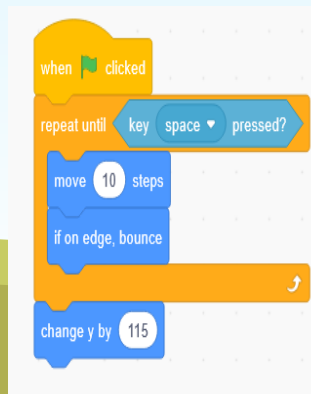 when clicked
repeat until key space pressed?
move 10 steps
if on edge, bounce
change y by 115